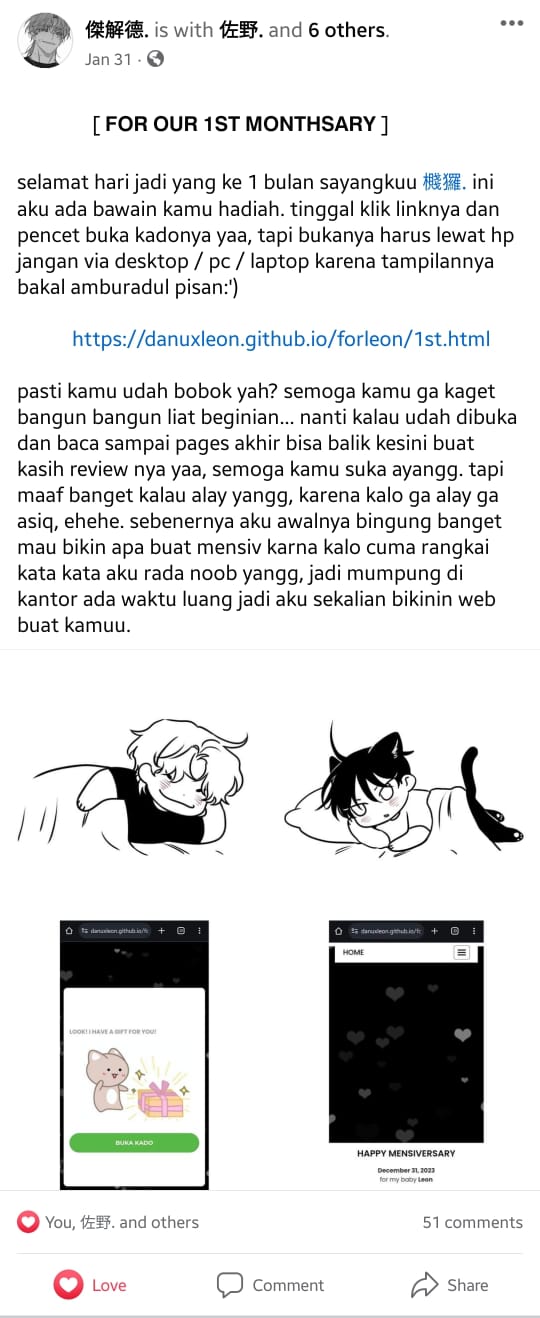 傑解德. is with 佐野. and 6 others.
Jan 31 ·
[ FOR OUR 1ST MONTHSARY ]
selamat hari jadi yang ke 1 bulan sayangkuu 機玀. ini
aku ada bawain kamu hadiah. tinggal klik linknya dan
pencet buka kadonya yaa, tapi bukanya harus lewat hp
jangan via desktop / pc / laptop karena tampilannya
bakal amburadul pisan:')
https://danuxleon.github.io/forleon/1st.html
pasti kamu udah bobok yah? semoga kamu ga kaget
bangun bangun liat beginian... nanti kalau udah dibuka
dan baca sampai pages akhir bisa balik kesini buat
kasih review nya yaa, semoga kamu suka ayangg. tapi
maaf banget kalau alay yangg, karena kalo ga alay ga
asiq, ehehe. sebenernya aku awalnya bingung banget
mau bikin apa buat mensiv karna kalo cuma rangkai
kata kata aku rada noob yangg, jadi mumpung di
kantor ada waktu luang jadi aku sekalian bikinin web
buat kamuu.
danuxleon.github.io/fo
LOOK! I HAVE A GIFT FOR YOU!
BUKA KADO
danuxleon.github.io/fo
HOME
HAPPY MENSIVERSARY
December 31, 2023
for my baby Leon
You, 佐野. and others
51 comments
Love
Comment
Share